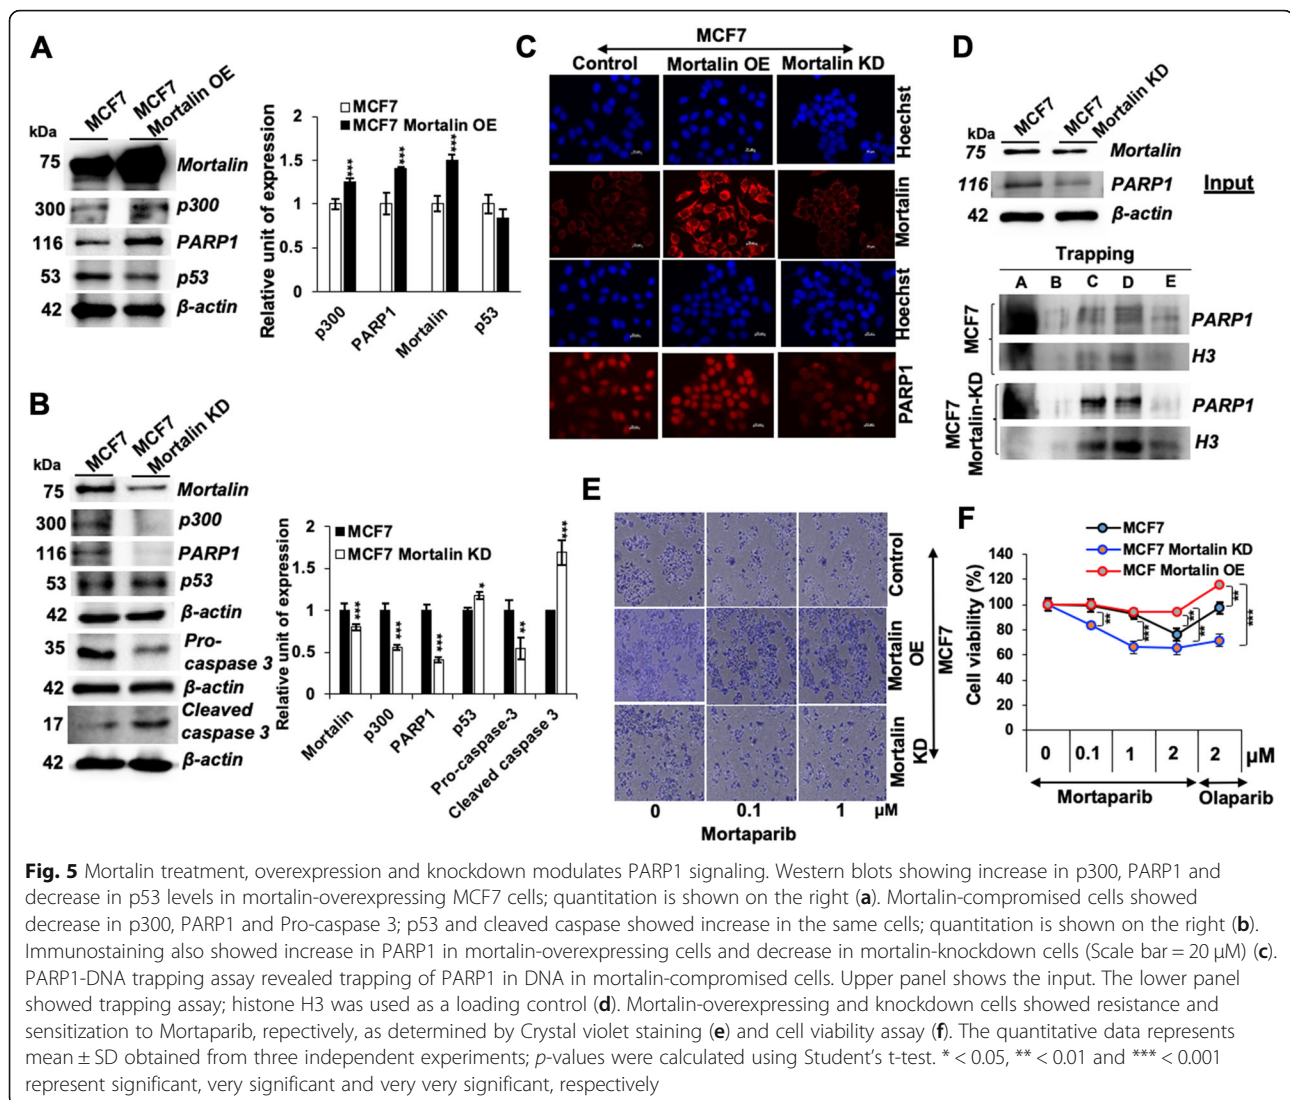 A
MCF7
MCF7
Mortalin OE
kDa
75
Mortalin
300
p300
116
PARP1
53
p53
42
β-actin
Relative unit of expression
MCF7
MCF7 Mortalin OE
2
1.5
1
0.5
0
***
***
***
p300
PARP1
Mortalin
p53
B
MCF7
MCF7
Mortalin KD
kDa
75
Mortalin
300
p300
116
PARP1
53
p53
42
β-actin
35
Pro-
caspase 3
42
β-actin
17
Cleaved
caspase 3
42
β-actin
Relative unit of expression
MCF7
MCF7 Mortalin KD
2
1.5
1
0.5
0
***
***
***
*
**
***
Mortalin
p300
PARP1
p53
Pro-caspase-3
Cleaved caspase 3
C
MCF7
Control
Mortalin OE
Mortalin KD
Hoechst
Mortalin
Hoechst
PARP1
D
MCF7
MCF7
Mortalin KD
kDa
75
Mortalin
116
PARP1
42
β-actin
Input
Trapping
A B C D E
MCF7
PARP1
H3
MCF7
Mortalin-KD
PARP1
H3
E
Control
Mortalin
OE
Mortalin
KD
MCF7
0 0.1 1 µM
Mortaparib
F
MCF7
MCF7 Mortalin KD
MCF Mortalin OE
Cell viability (%)
140
120
100
80
60
40
20
0
**
***
**
**
**
***
0 0.1 1 2 2 µM
Mortaparib Olaparib
Fig. 5 Mortalin treatment, overexpression and knockdown modulates PARP1 signaling. Western blots showing increase in p300, PARP1 and
decrease in p53 levels in mortalin-overexpressing MCF7 cells; quantitation is shown on the right (a). Mortalin-compromised cells showed
decrease in p300, PARP1 and Pro-caspase 3; p53 and cleaved caspase showed increase in the same cells; quantitation is shown on the right (b).
Immunostaining also showed increase in PARP1 in mortalin-overexpressing cells and decrease in mortalin-knockdown cells (Scale bar = 20 µM) (c).
PARP1-DNA trapping assay revealed trapping of PARP1 in DNA in mortalin-compromised cells. Upper panel shows the input. The lower panel
showed trapping assay; histone H3 was used as a loading control (d). Mortalin-overexpressing and knockdown cells showed resistance and
sensitization to Mortaparib, repectively, as determined by Crystal violet staining (e) and cell viability assay (f). The quantitative data represents
mean ± SD obtained from three independent experiments; p-values were calculated using Student's t-test. * < 0.05, ** < 0.01 and *** < 0.001
represent significant, very significant and very very significant, respectively